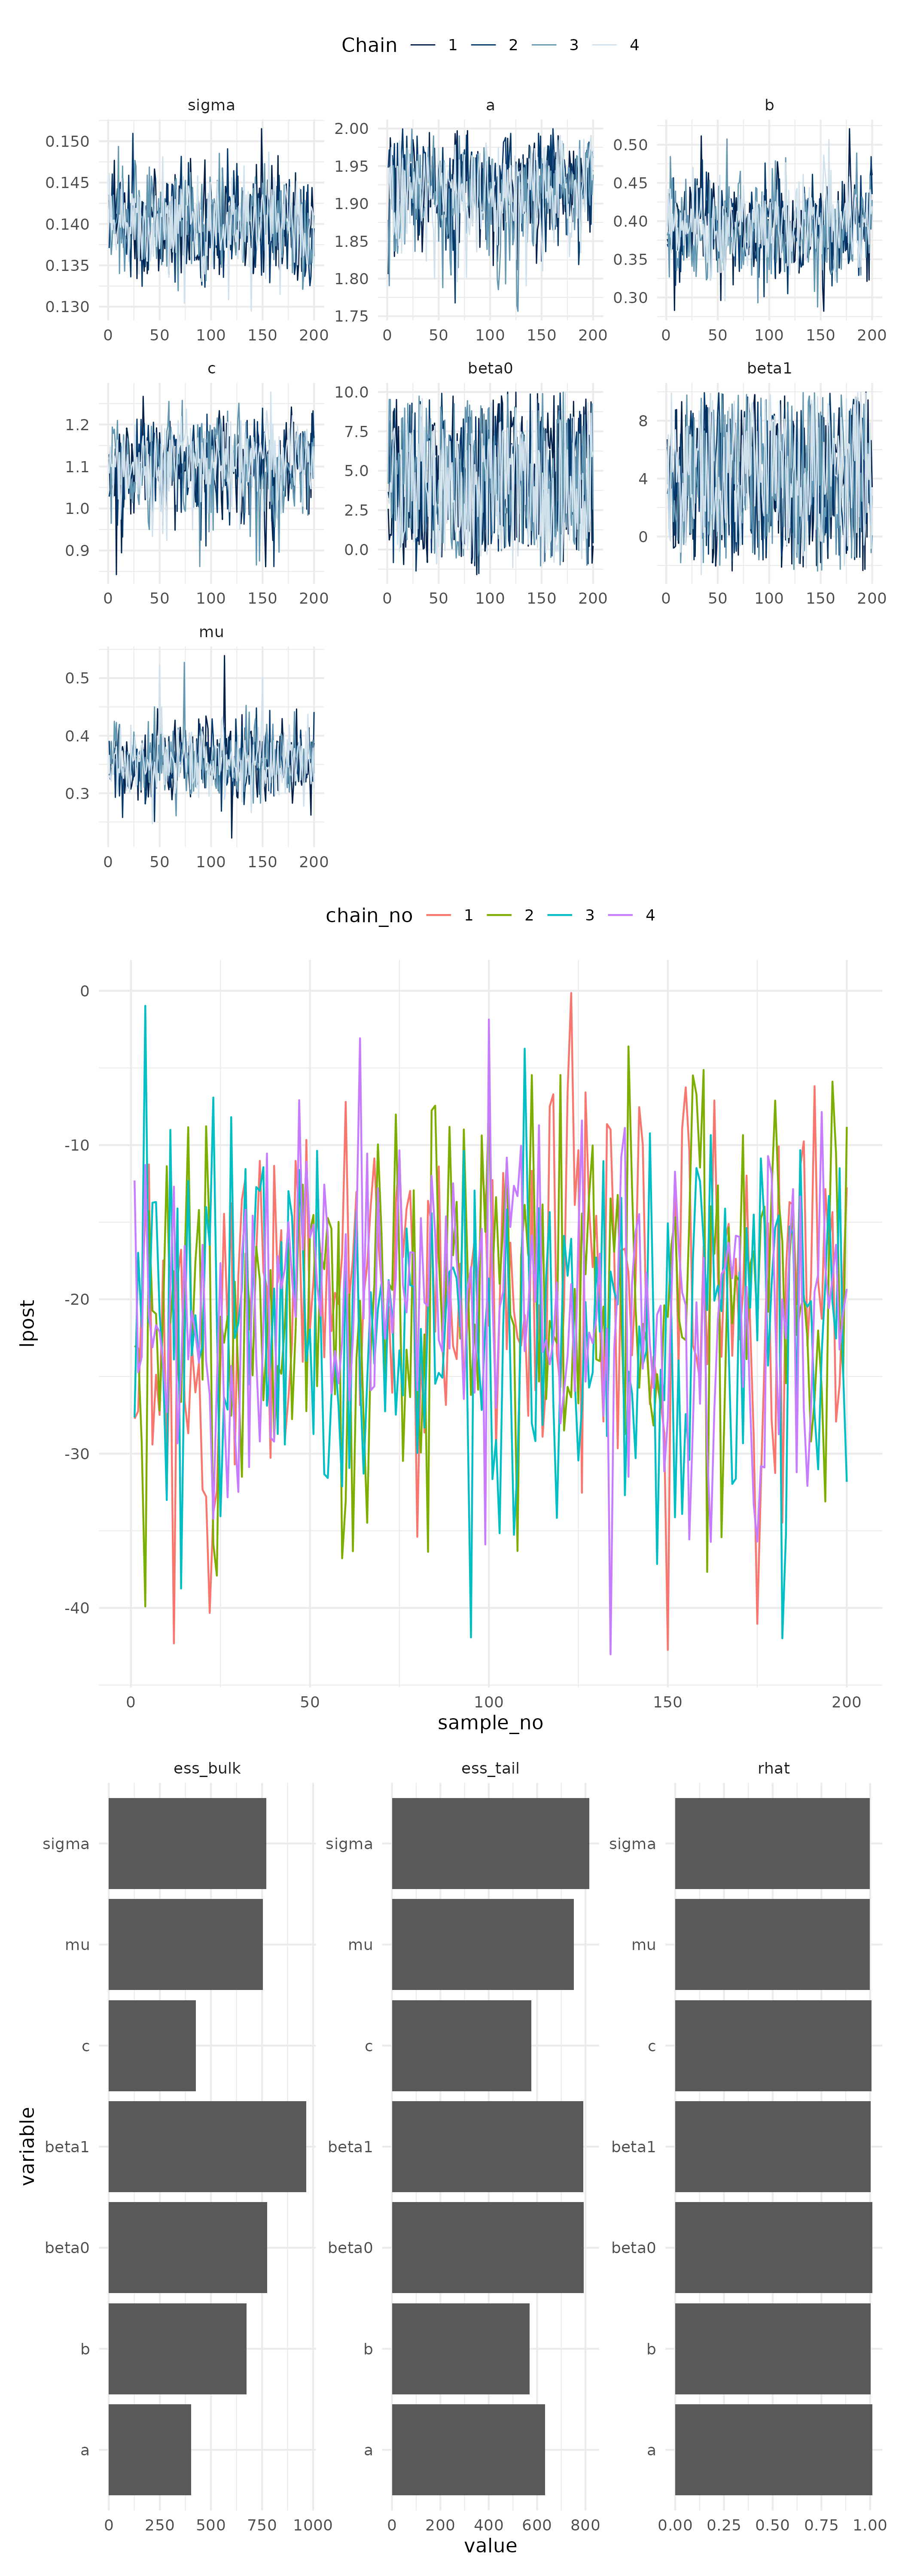 Chain 1 2 3 4
sigma a b
0.150
0.145
0.140
0.135
0.130
0 50 100 150 200
2.00
1.95
1.90
1.85
1.80
1.75
0 50 100 150 200
0.50
0.45
0.40
0.35
0.30
0 50 100 150 200
c beta0 beta1
1.2
1.1
1.0
0.9
0 50 100 150 200
10.0
7.5
5.0
2.5
0.0
0 50 100 150 200
8
4
0
0 50 100 150 200
mu
0.5
0.4
0.3
0 50 100 150 200
chain_no 1 2 3 4
lpost
0
-10
-20
-30
-40
0 50 100 150 200
sample_no
ess_bulk ess_tail rhat
variable
sigma sigma sigma
mu mu mu
c c c
beta1 beta1 beta1
beta0 beta0 beta0
b b b
a a a
0 250 500 750 1000 0 200 400 600 800 0.00 0.25 0.50 0.75 1.00
value